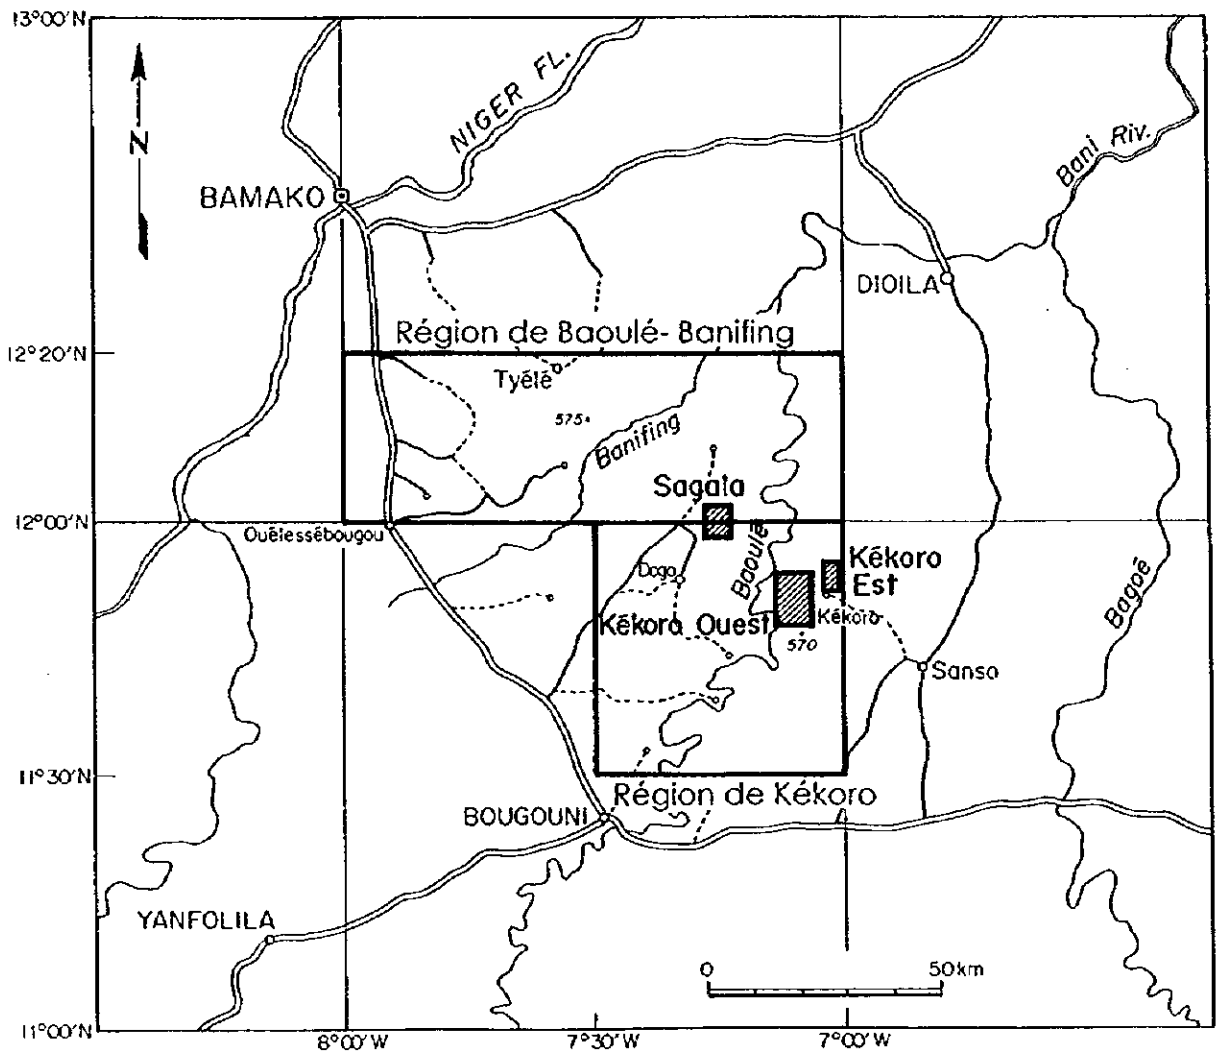 13°00'N
NIGER FL.
N
Bani Riv.
BAMAKO
DIOILA
Région de Baoulé-Banifing
12°20'N
Tyélé
575
Banifing
Sagala
12°00'N
Ouélessébougou
Baoulé
Kékoro
Est
Dogo
Bagoé
Kékoro Ouest
Kékoro
570
Sanso
11°30'N
Région de Kékoro
BOUGOUNI
YANFOLILA
0
50km
11°00'N
8°00'W
7°30'W
7°00'W